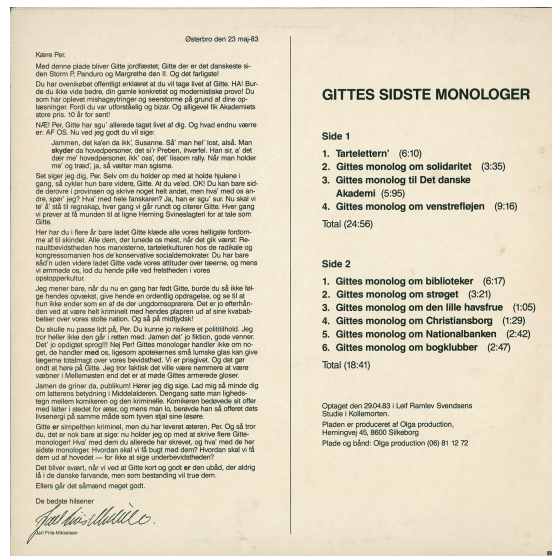 Østerbro den 23 maj-83
Kære Per.
Med denne plade bliver Gitte jordfæstet; Gitte der er det danskeste si-
den Storm P, Panduro og Margrethe den II. Og det farligste!
Du har ovenikøbet offentligt erklæret at du vil tage livet af Gitte. HA! Bur-
de du ikke vide bedre, din gamle konkretist og modernistiske provo! Du
som har oplevet mishagsytringer og seerstorme på grund af dine op-
læsninger. Fordi du var uforståelig og bizar. Og alligevel fik Akademiets
store pris. 10 år for sent!
NÆ! Per, Gitte har sgu' allerede taget livet af dig. Og hvad endnu værre
er: AF OS. Nu ved jeg godt du vil sige:
Jammen, det ka'en da ikk', Susanne. Så' man hel' lost, alså. Man
skyder da hovedpersoner, det si'r Preben, ihverfel. Han sir, a' det
dær me' hovedpersoner, ikk' oss', det' lissom rally. Når man holder
me' og træd', ja, så vælter man sgisme.
Set siger jeg dig, Per. Selv om du holder op med at holde hjulene i
gang, så cykler hun bare videre, Gitte. At du we'ed. OK! Du kan bare sid-
de derovre i provinsen og skrive noget helt andet, men hva' med os an-
dre, spør' jeg? Hva' med hele fanskaren? Ja, han er sgu' sur. Nu skal vi
te' å' stå til regnskap, hver gang vi går rundt og citerer Gitte. Hver gang
vi prøver at få munden til at ligne Herning Svineslagteri for at tale som
Gitte.
Her har du i flere år bare ladet Gitte klæde alle vores helligste fordom-
me af til skindet. Alle dem, der lunede os mest, når det gik værst: Re-
naultbevidstheden hos marxisterne, tarteletkulturen hos de radikale og
kongressomanien hos de konservative socialdemokrater. Du har bare
såd'n uden videre ladet Gitte vade vores attituder over tæerne, og mens
vi ømmede os, lod du hende pille ved frelstheden i vores
opstopperkultur.
Jeg mener bare, når du nu en gang har født Gitte, burde du så ikke føl-
ge hendes opvækst, give hende en ordentlig opdragelse, og se til at
hun ikke ender som en af de der ungdomsoprørere. Det er jo efterhån-
den ved at være helt kriminelt med hendes plapren ud af sine kvabab-
belser over vores stolte nation. Og så på midtjydsk!
Du skulle nu passe lidt på, Per. Du kunne jo risikere et polititilhold. Jeg
tror heller ikke den går i retten med: Jamen det' jo fiktion, gode venner.
Det' jo opdigtet sprog!!! Nej Per! Gittes monologer handler ikke om no-
get, de handler med os, ligesom apotekernes små lumske glas kan give
lægerne totalmagt over vores bevidsthed. Vi er prisgivet. Og det gør
ondt at høre på Gitte. Jeg tror faktisk det ville være nemmere at være
væbner i Mellemøsten end det er at møde Gittes armerede gloser.
Jamen de griner da, publikum! Hører jeg dig sige. Lad mig så minde dig
om latterens betydning i Middelalderen. Dengang satte man ligheds-
tegn mellem komikeren og den kriminelle. Komikeren bedøvede sit offer
med latter i stedet for æter, og mens man lo, berøvede han så offeret dets
livsenergi på samme måde som tyven stjal sine løsøre.
Gitte er simpelthen kriminel, men du har leveret æteren, Per. Og så tror
du, det er nok bare at sige: nu holder jeg op med at skrive flere Gitte-
monologer! Hva' med dem du allerede har skrevet, og hva' med de her
sidste monologer. Hvordan skal vi få bugt med dem? Hvordan skal vi få
dem ud af hovedet — for ikke at sige underbevidstheden?
Det bliver svært, når vi ved at Gitte kort og godt er den ubåd, der aldrig
lå i de danske farvande, men som bestandig vil true dem.
Ellers går det såmænd meget godt.
De bedste hilsener
Jarl Friis-Mikkelsen
GITTES SIDSTE MONOLOGER
Side 1
1. Tartelettern' (6:10)
2. Gittes monolog om solidaritet (3:35)
3. Gittes monolog til Det danske
Akademi (5:95)
4. Gittes monolog om venstrefløjen (9:16)
Total (24:56)
Side 2
1. Gittes monolog om biblioteker (6:17)
2. Gittes monolog om strøget (3:21)
3. Gittes monolog om den lille havsfrue (1:05)
4. Gittes monolog om Christiansborg (1:29)
5. Gittes monolog om Nationalbanken (2:42)
6. Gittes monolog om bogklubber (2:47)
Total (18:41)
Optaget den 29.04.83 i Leif Ramløv Svendsens
Studie i Kollemorten.
Pladen er produceret af Olga production,
Herningvej 45, 8600 Silkeborg
Plade og bånd: Olga production (06) 81 12 72